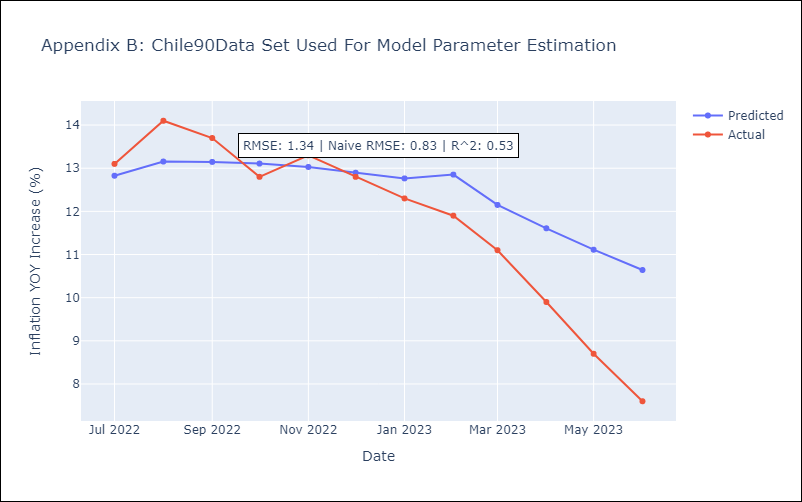 Appendix B: Chile90Data Set Used For Model Parameter Estimation
Predicted
Actual
RMSE: 1.34 | Naive RMSE: 0.83 | R^2: 0.53
Inflation YOY Increase (%)
14
13
12
11
10
9
8
Jul 2022
Sep 2022
Nov 2022
Jan 2023
Mar 2023
May 2023
Date